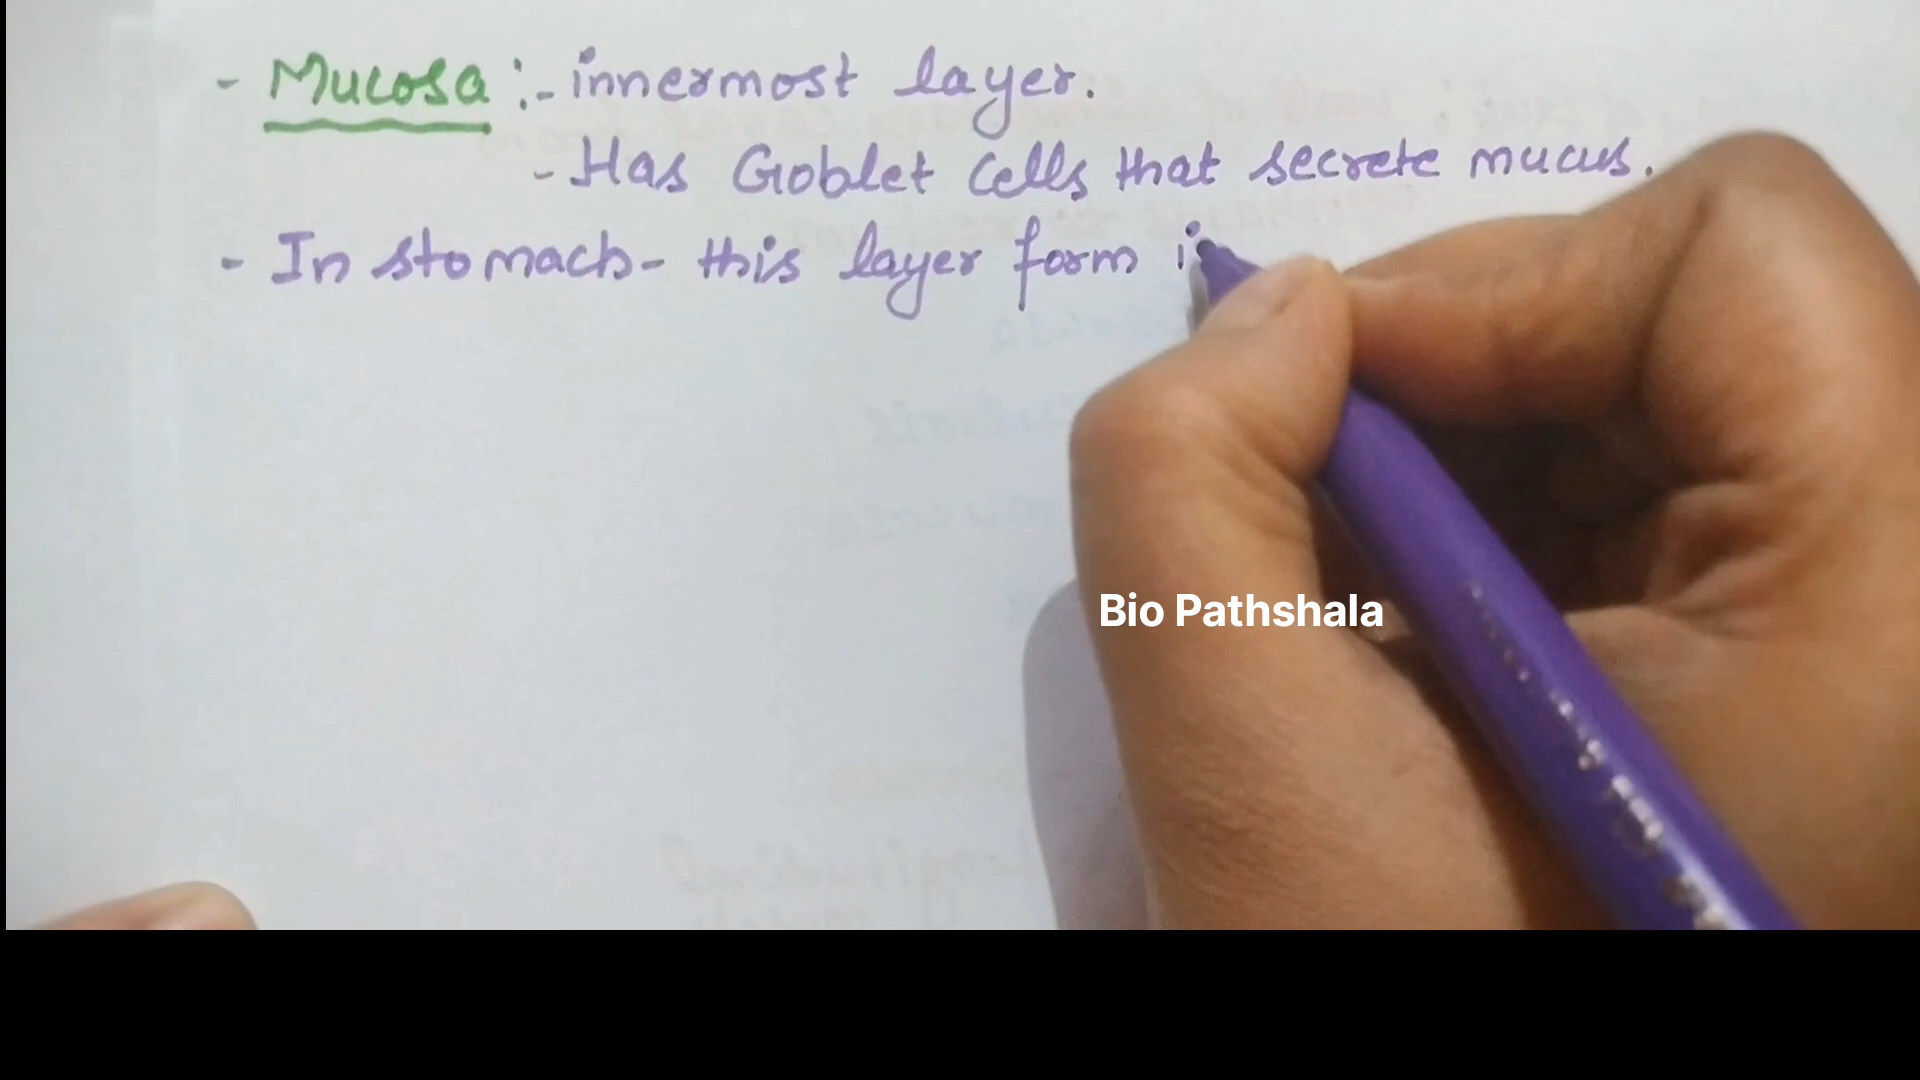 - Mucosa :- innermost layer.
- Has Goblet cells that secrete mucus.
- In stomach - this layer form i
Bio Pathshala